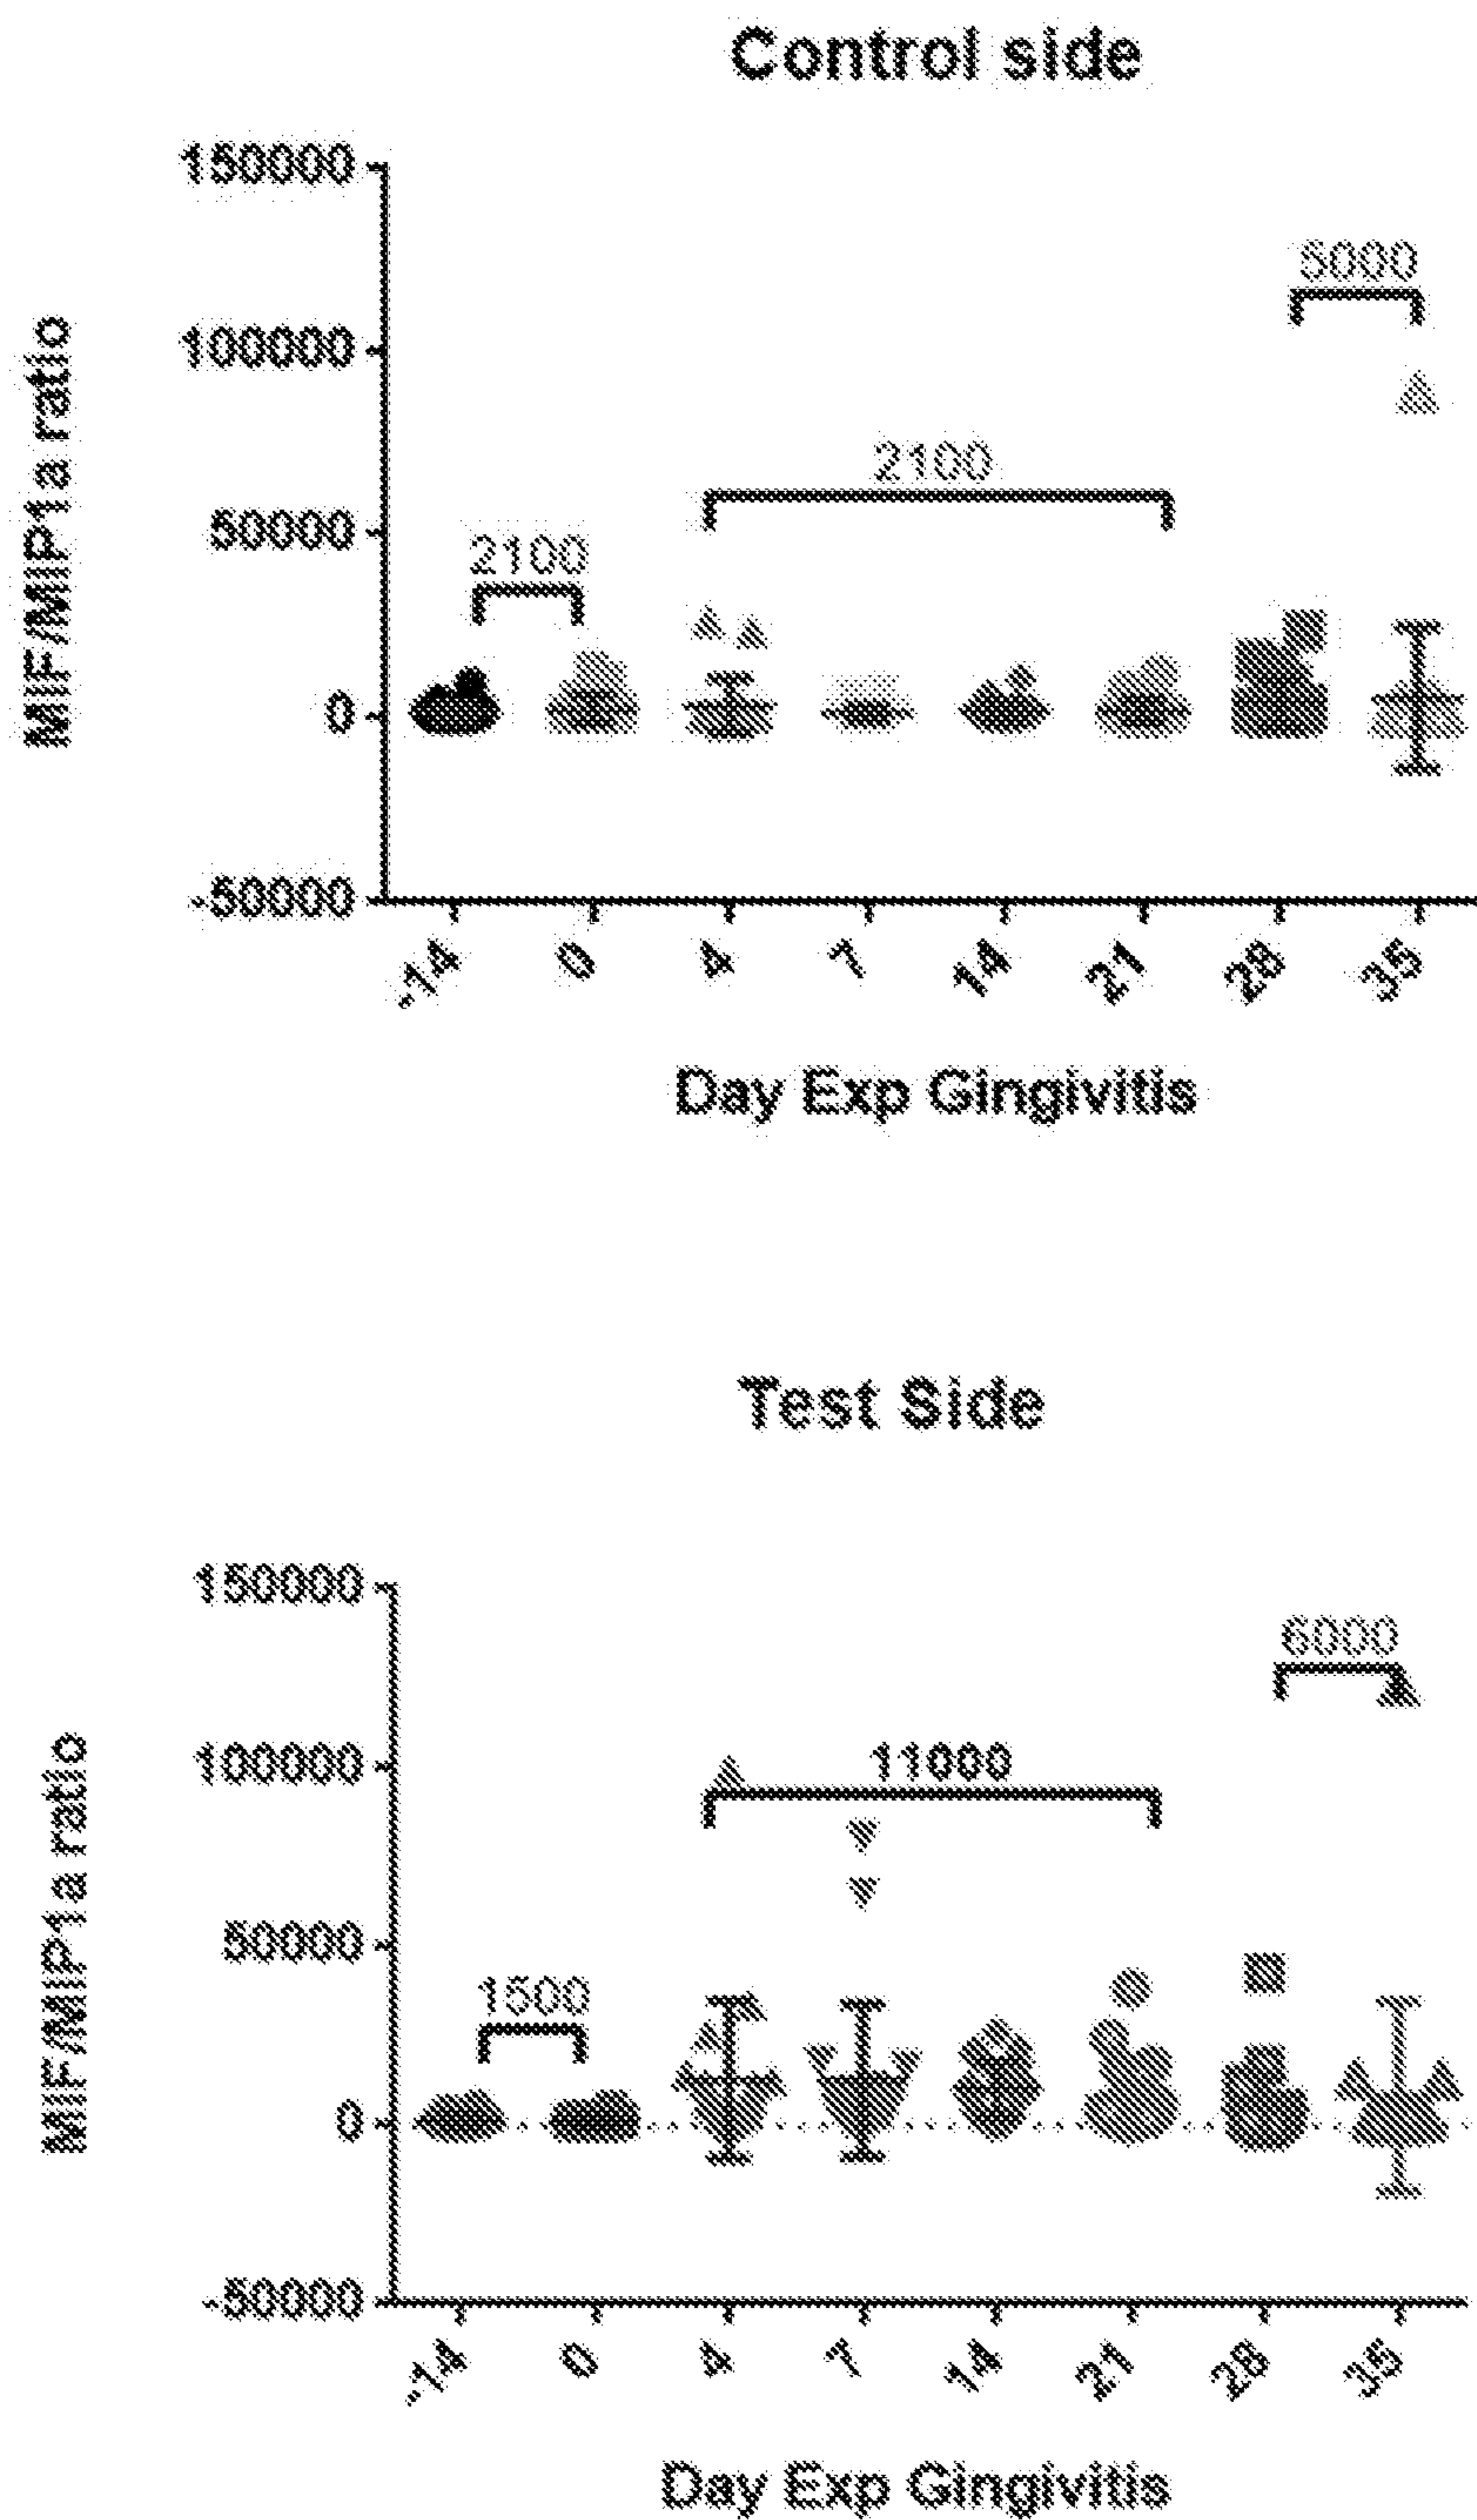 Control side
150000
5000
100000
2100
50000
2100
0
-50000
MIF/MIP1a ratio
-14 0 4 7 14 21 28 35
Day Exp Gingivitis
Test Side
150000
6000
100000
11000
50000
1500
0
-50000
MIF/MIP1a ratio
-14 0 4 7 14 21 28 35
Day Exp Gingivitis